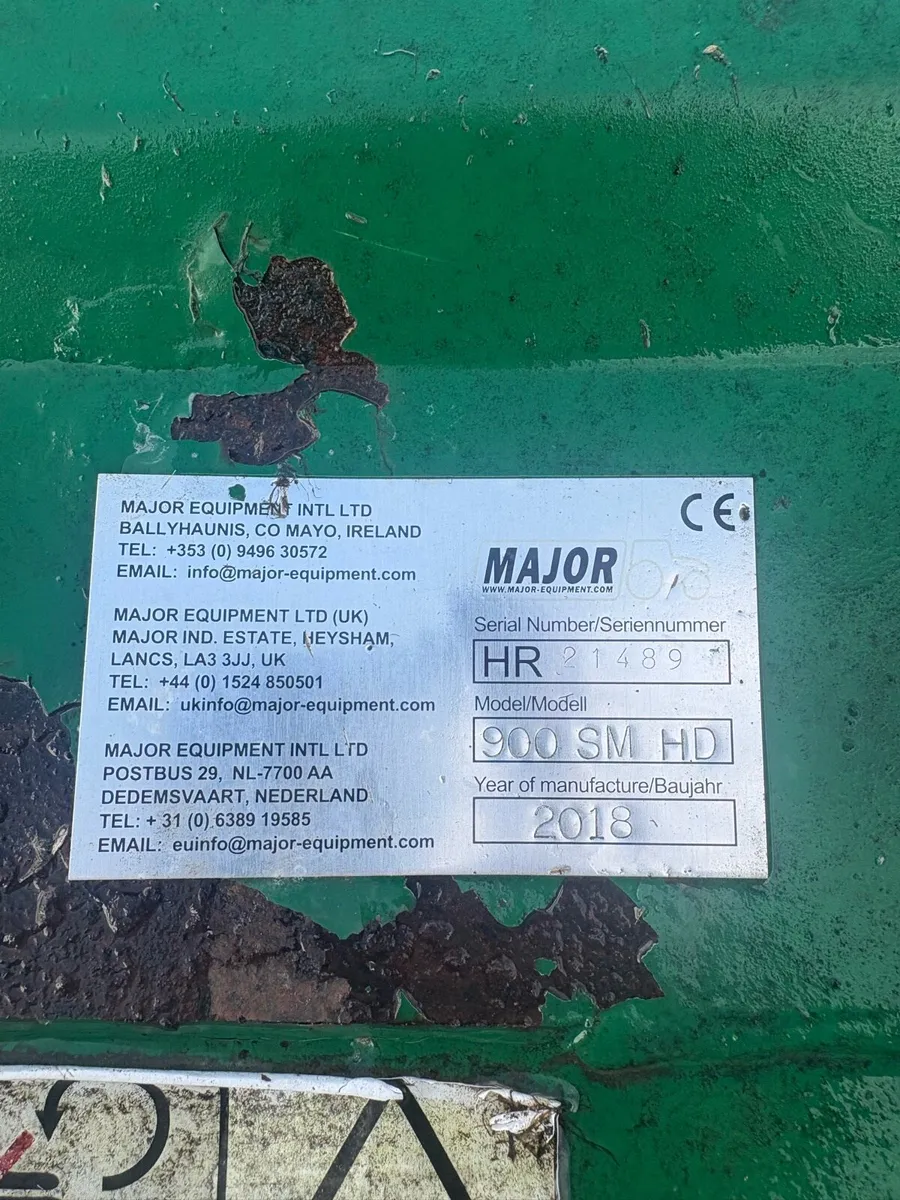 MAJOR EQUIPMENT INTL LTD
BALLYHAUNIS, CO MAYO, IRELAND
TEL: +353 (0) 9496 30572
EMAIL: info@major-equipment.com
MAJOR EQUIPMENT LTD (UK)
MAJOR IND. ESTATE, HEYSHAM,
LANCS, LA3 3JJ, UK
TEL: +44 (0) 1524 850501
EMAIL: ukinfo@major-equipment.com
MAJOR EQUIPMENT INTL LTD
POSTBUS 29, NL-7700 AA
DEDEMSVAART, NEDERLAND
TEL: + 31 (0) 6389 19585
EMAIL: euinfo@major-equipment.com
CE
MAJOR
WWW.MAJOR-EQUIPMENT.COM
Serial Number/Seriennummer
HR 21489
Model/Modell
900 SM HD
Year of manufacture/Baujahr
2018